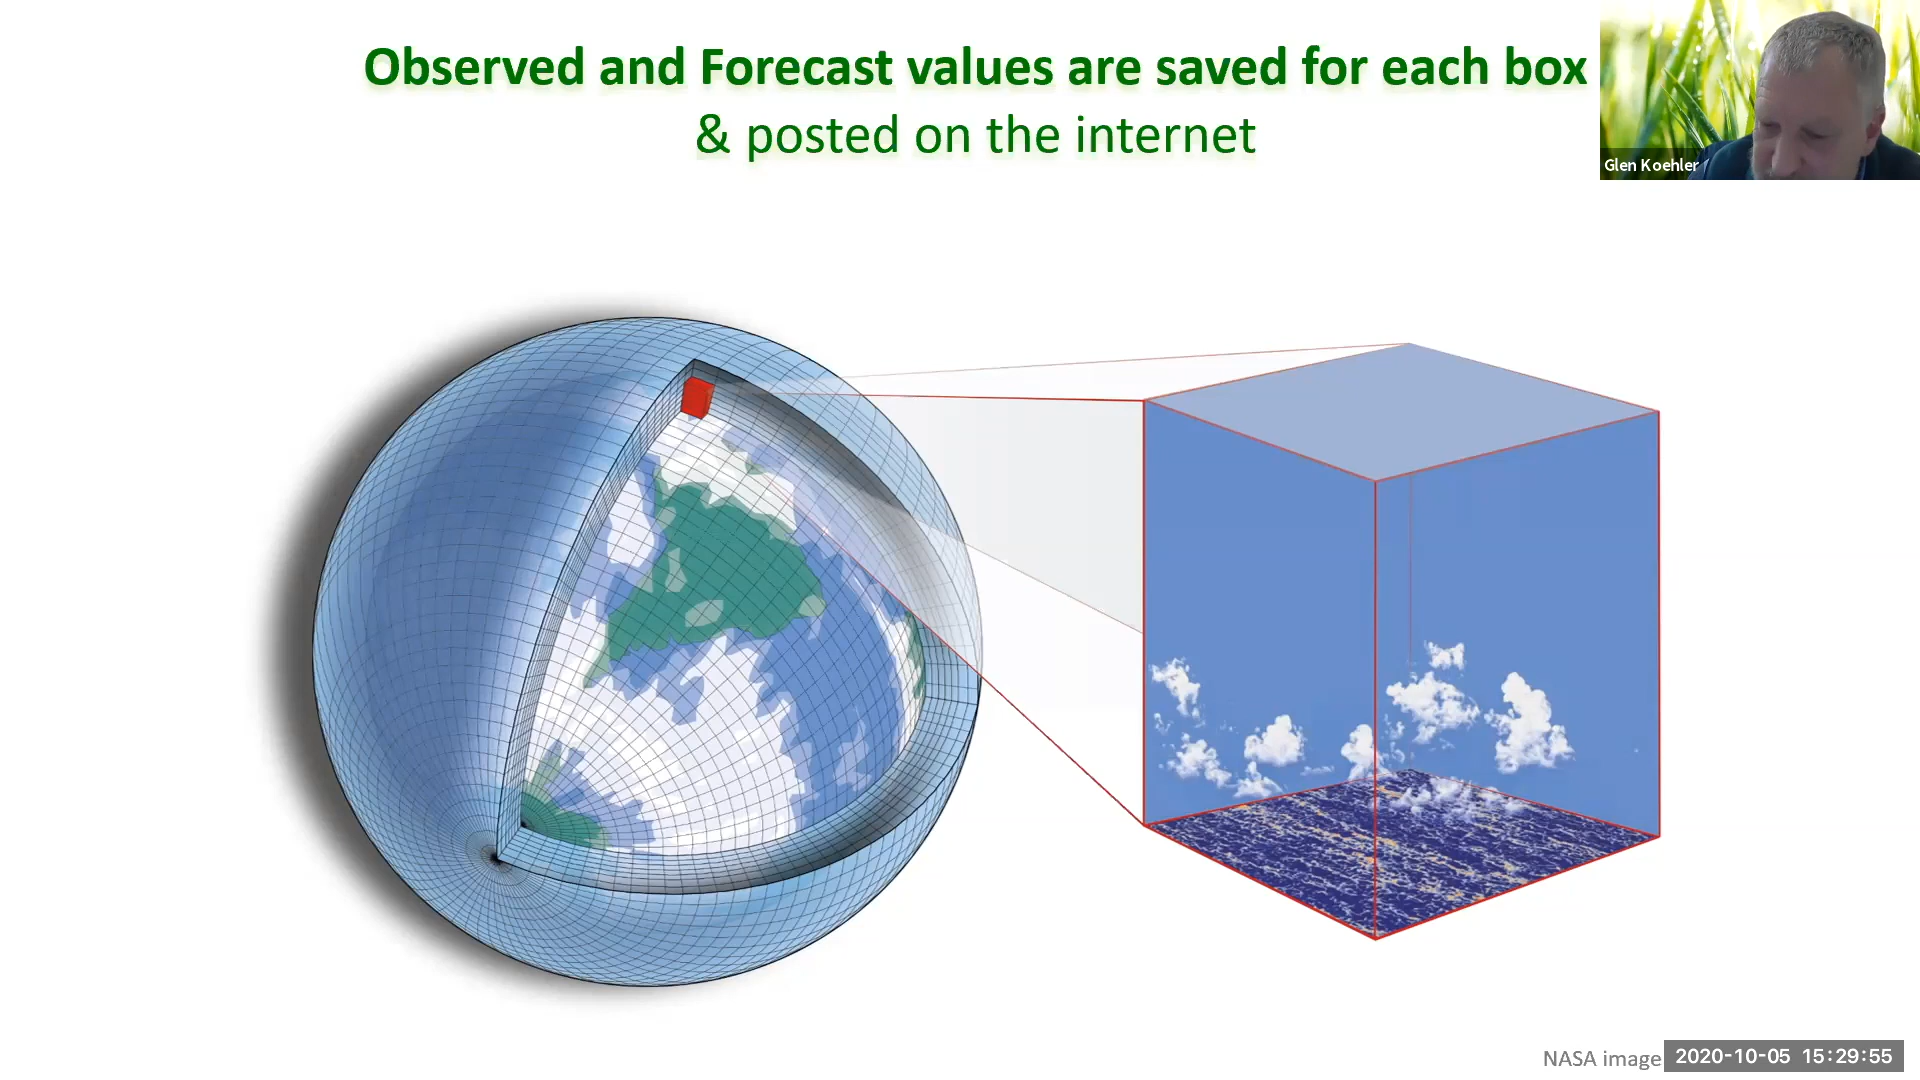 Observed and Forecast values are saved for each box
& posted on the internet
Glen Koehler
NASA image
2020-10-05 15:29:55